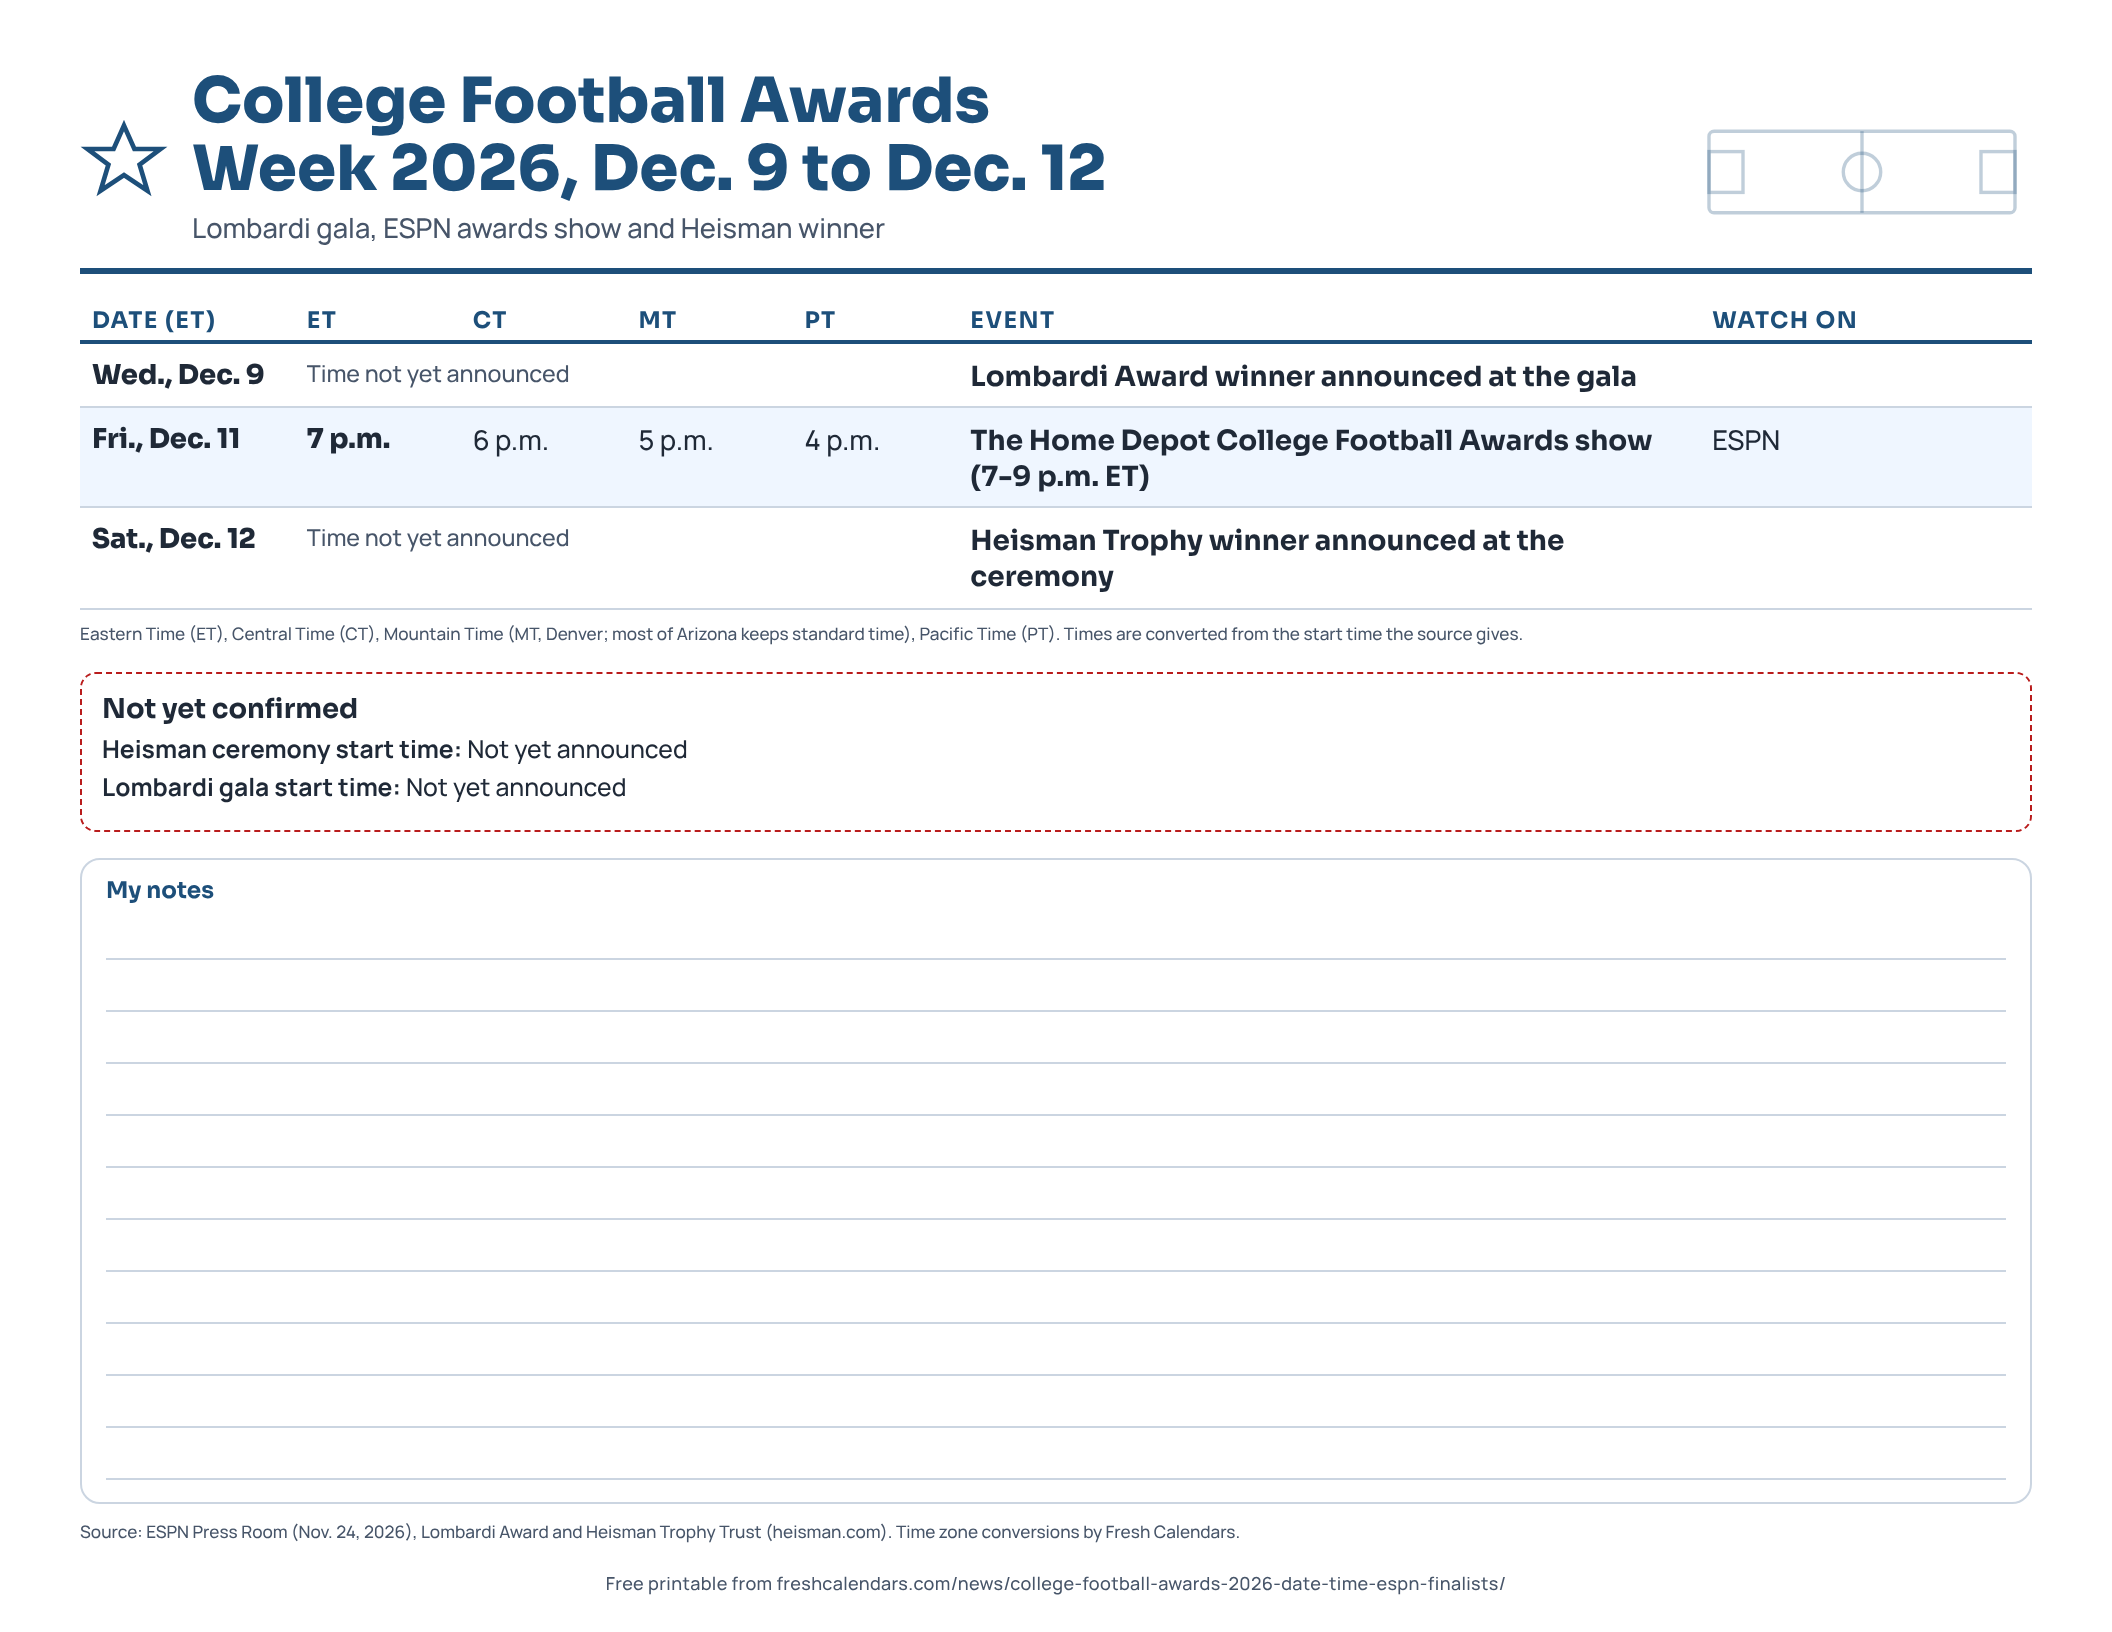 College Football Awards
Week 2026, Dec. 9 to Dec. 12
Lombardi gala, ESPN awards show and Heisman winner
DATE (ET) ET CT MT PT EVENT WATCH ON
Wed., Dec. 9 Time not yet announced Lombardi Award winner announced at the gala
Fri., Dec. 11 7 p.m. 6 p.m. 5 p.m. 4 p.m. The Home Depot College Football Awards show ESPN
(7–9 p.m. ET)
Sat., Dec. 12 Time not yet announced Heisman Trophy winner announced at the
ceremony
Eastern Time (ET), Central Time (CT), Mountain Time (MT, Denver; most of Arizona keeps standard time), Pacific Time (PT). Times are converted from the start time the source gives.
Not yet confirmed
Heisman ceremony start time: Not yet announced
Lombardi gala start time: Not yet announced
My notes
Source: ESPN Press Room (Nov. 24, 2026), Lombardi Award and Heisman Trophy Trust (heisman.com). Time zone conversions by Fresh Calendars.
Free printable from freshcalendars.com/news/college-football-awards-2026-date-time-espn-finalists/